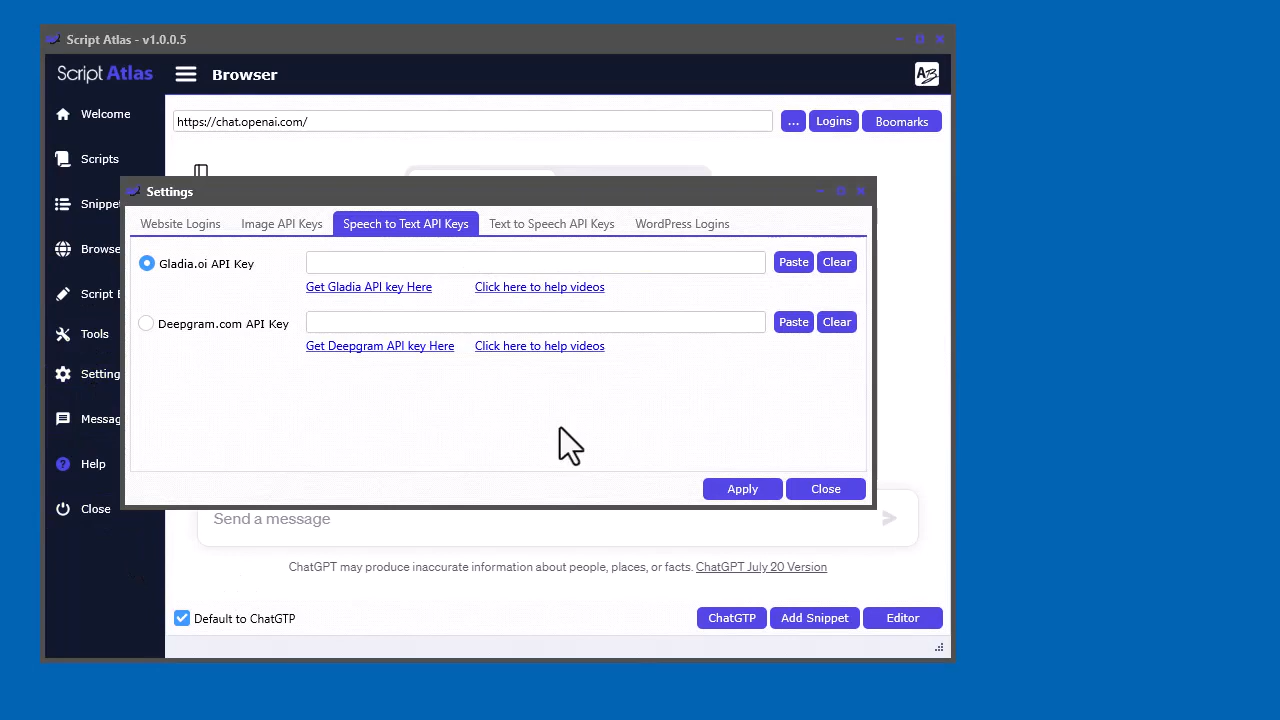 Script Atlas - v1.0.0.5
Script Atlas
Browser
AB
Welcome
Scripts
Snippe
Browse
Script E
Tools
Setting
Messag
Help
Close
https://chat.openai.com/
...
Logins
Boomarks
Settings
Website Logins
Image API Keys
Speech to Text API Keys
Text to Speech API Keys
WordPress Logins
Gladia.oi API Key
Paste
Clear
Get Gladia API key Here
Click here to help videos
Deepgram.com API Key
Paste
Clear
Get Deepgram API key Here
Click here to help videos
Apply
Close
Send a message
ChatGPT may produce inaccurate information about people, places, or facts. ChatGPT July 20 Version
Default to ChatGTP
ChatGTP
Add Snippet
Editor